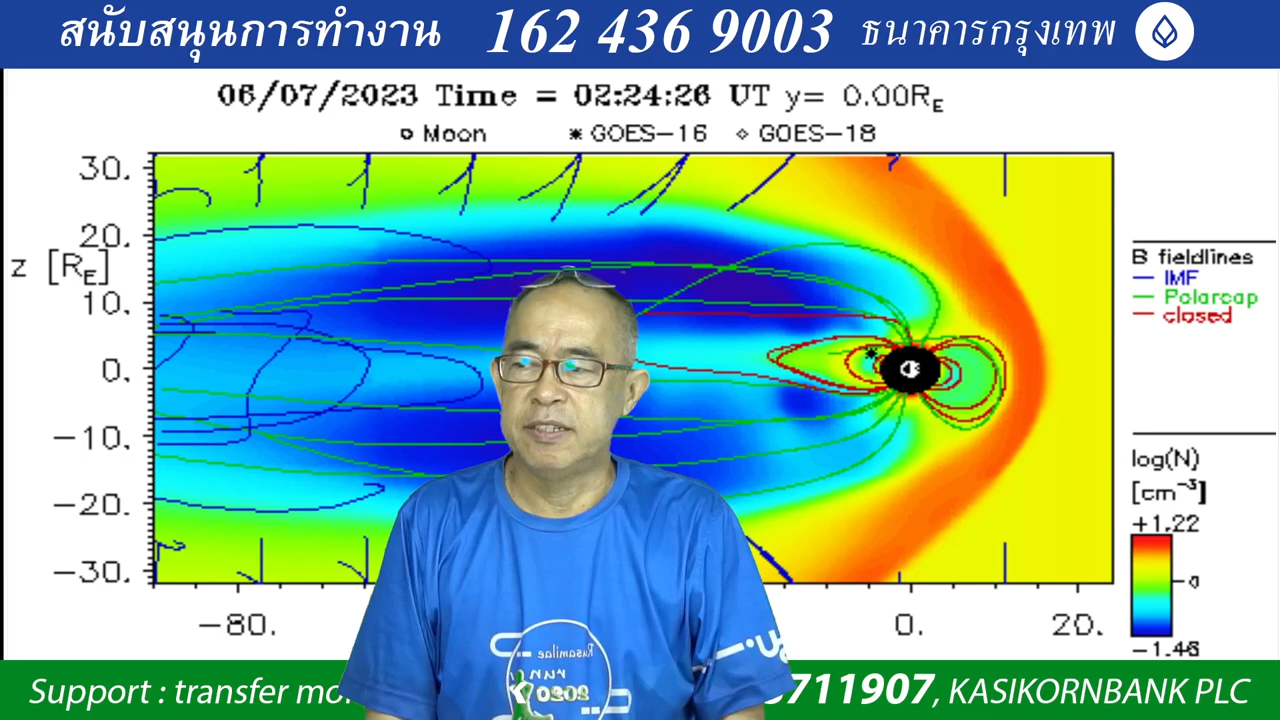 สนับสนุนการทำงาน 162 436 9003 ธนาคารกรุงเทพ
06/07/2023 Time = 02:24:26 UT y= 0.00RE
Moon GOES-16 GOES-18
30.
20.
z [RE]
10.
0.
-10.
-20.
-30.
-80. 0. 20.
B fieldlines
IMF
Polarcap
closed
log(N)
[cm⁻³]
+1.22
-1.46
Rusamilae
run
2020
Support : transfer mo
711907, KASIKORNBANK PLC